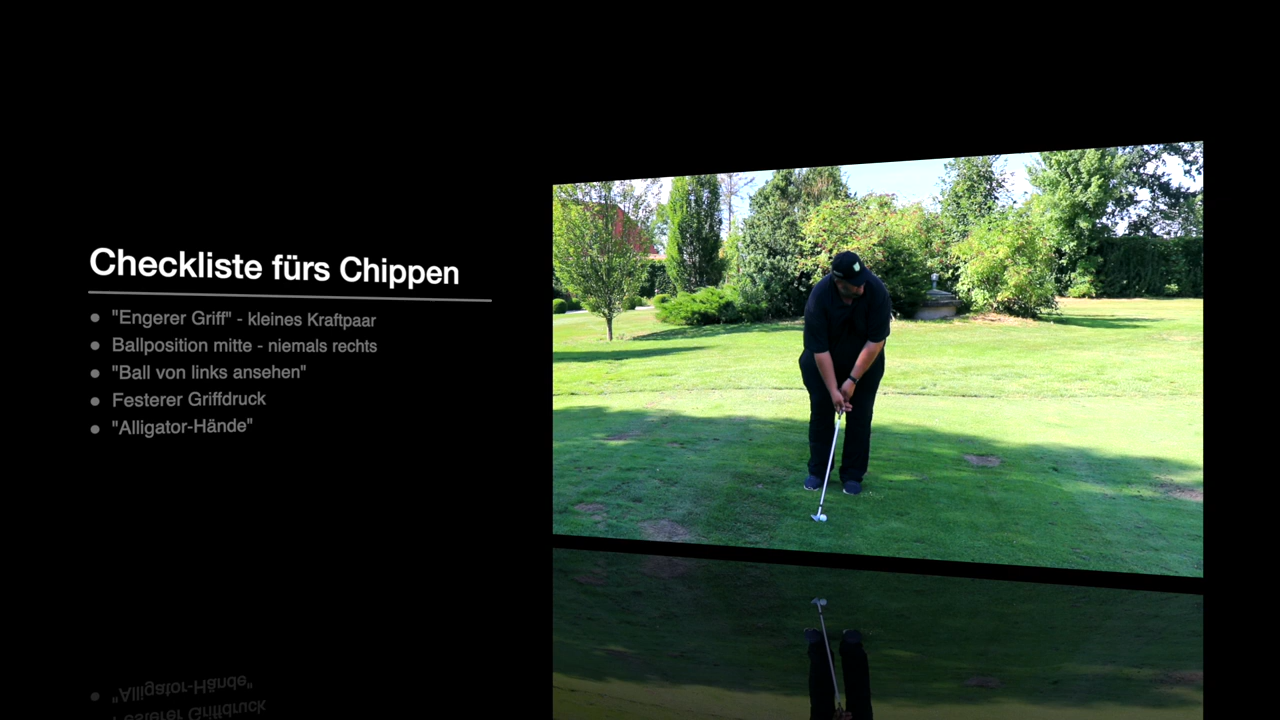 Checkliste fürs Chippen
"Engerer Griff" - kleines Kraftpaar
Ballposition mitte - niemals rechts
"Ball von links ansehen"
Festerer Griffdruck
"Alligator-Hände"